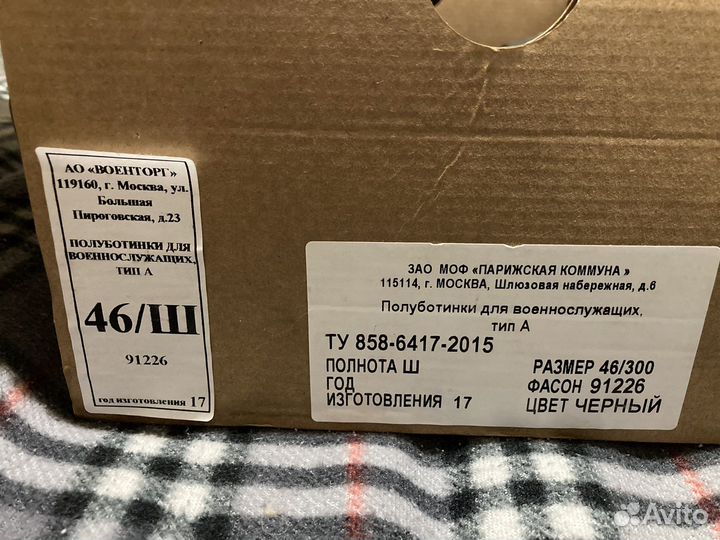 АО «ВОЕНТОРГ»
119160, г. Москва, ул.
Большая
Пироговская, д.23
ПОЛУБОТИНКИ ДЛЯ
ВОЕННОСЛУЖАЩИХ,
ТИП А
46/Ш
91226
год изготовления 17
ЗАО МОФ «ПАРИЖСКАЯ КОММУНА»
115114, г. МОСКВА, Шлюзовая набережная, д.6
Полуботинки для военнослужащих,
тип А
ТУ 858-6417-2015
ПОЛНОТА Ш РАЗМЕР 46/300
ГОД ФАСОН 91226
ИЗГОТОВЛЕНИЯ 17 ЦВЕТ ЧЕРНЫЙ
Avito